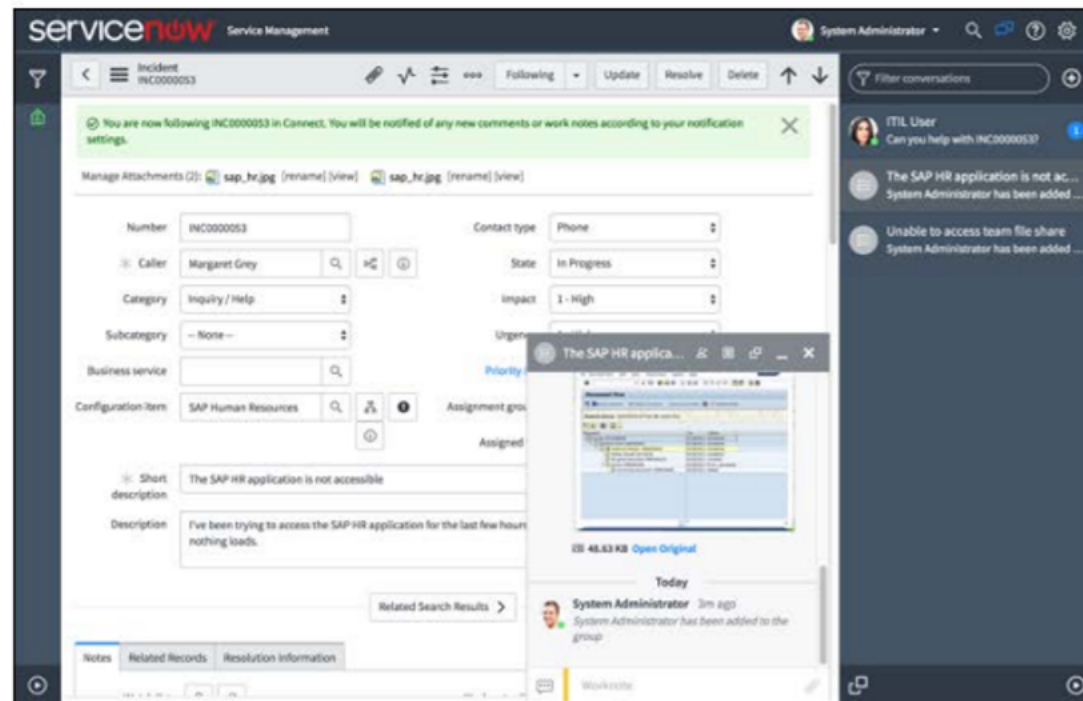 servicenow Service Management
System Administrator
Incident
INC0000053
Following
Update
Resolve
Delete
You are now following INC0000053 in Connect. You will be notified of any new comments or work notes according to your notification
settings.
Manage Attachments (2): sap_hr.jpg [rename] [view] sap_hr.jpg [rename] [view]
Number INC0000053
Caller Margaret Grey
Category Inquiry / Help
Subcategory -- None --
Business service
Configuration item SAP Human Resources
Contact type Phone
State In Progress
Impact 1 - High
Urgen
Priority
Assignment grou
Assigned
Short
description
The SAP HR application is not accessible
Description
I've been trying to access the SAP HR application for the last few hours
nothing loads.
Related Search Results
Notes
Related Records
Resolution Information
The SAP HR applica...
48.63 KB Open Original
Today
System Administrator 3m ago
System Administrator has been added to the
group
Worknote
Filter conversations
ITIL User
Can you help with INC0000053?
1
The SAP HR application is not ac...
System Administrator has been added ...
Unable to access team file share
System Administrator has been added ...